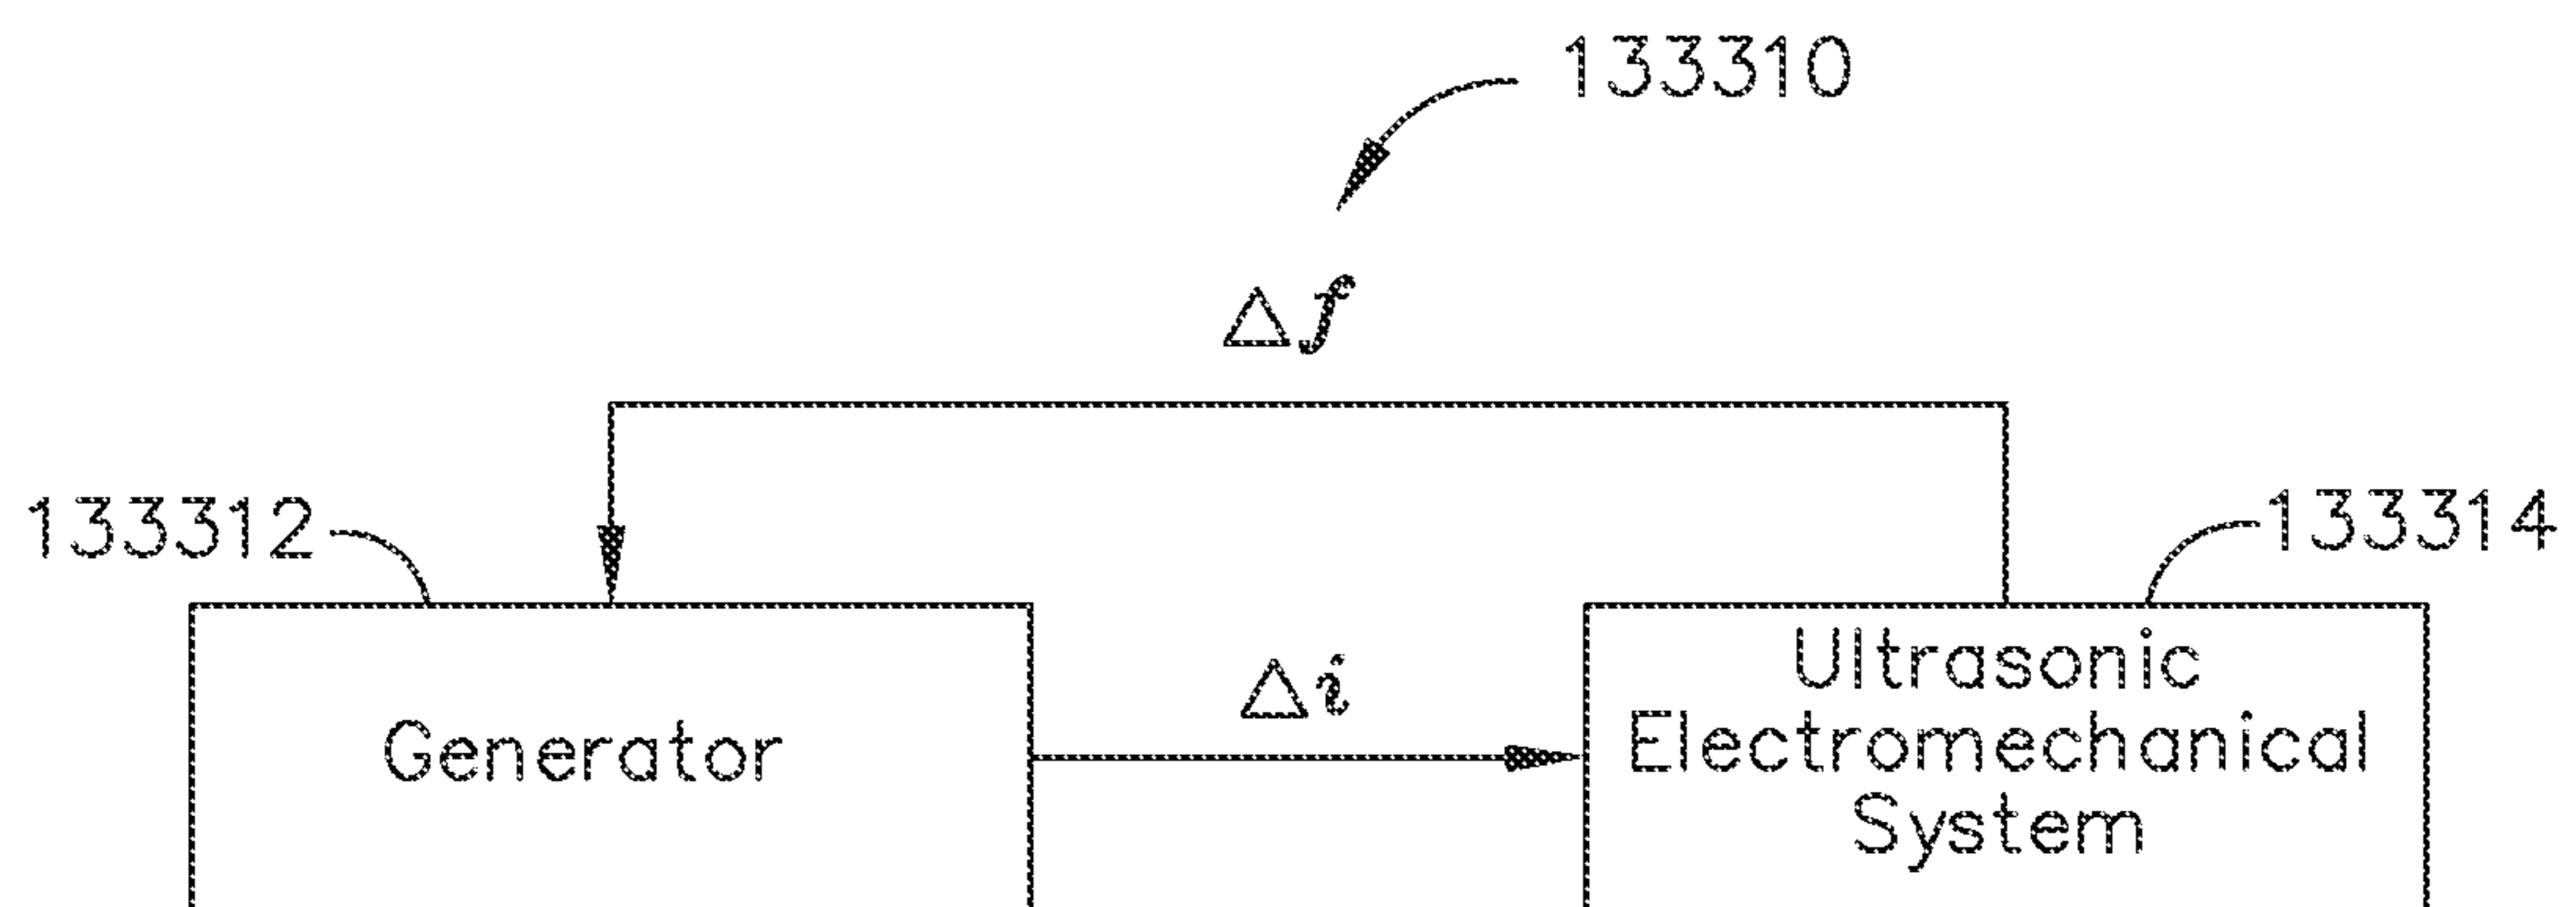 133310
Δf
133312
133314
Δi
Generator
Ultrasonic
Electromechanical
System